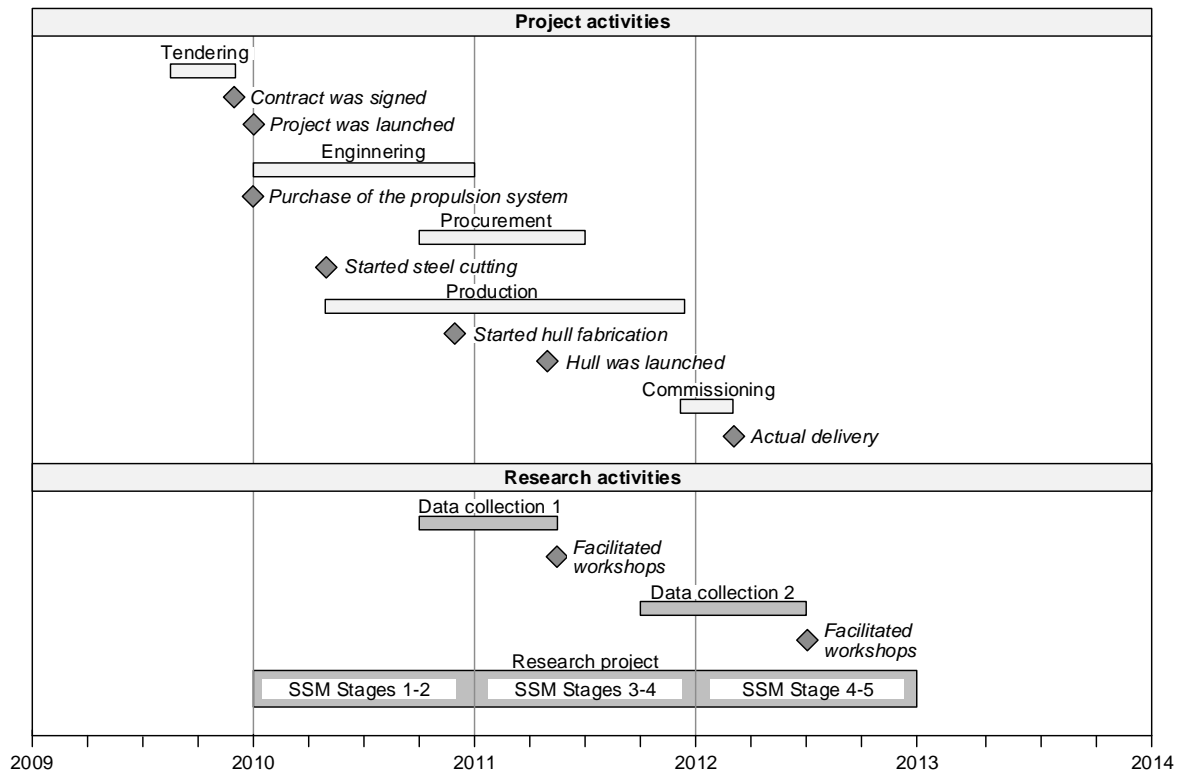 Project activities
Tendering
Contract was signed
Project was launched
Enginnering
Purchase of the propulsion system
Procurement
Started steel cutting
Production
Started hull fabrication
Hull was launched
Commissioning
Actual delivery
Research activities
Data collection 1
Facilitated
workshops
Data collection 2
Facilitated
workshops
Research project
SSM Stages 1-2 SSM Stages 3-4 SSM Stage 4-5
2009 2010 2011 2012 2013 2014